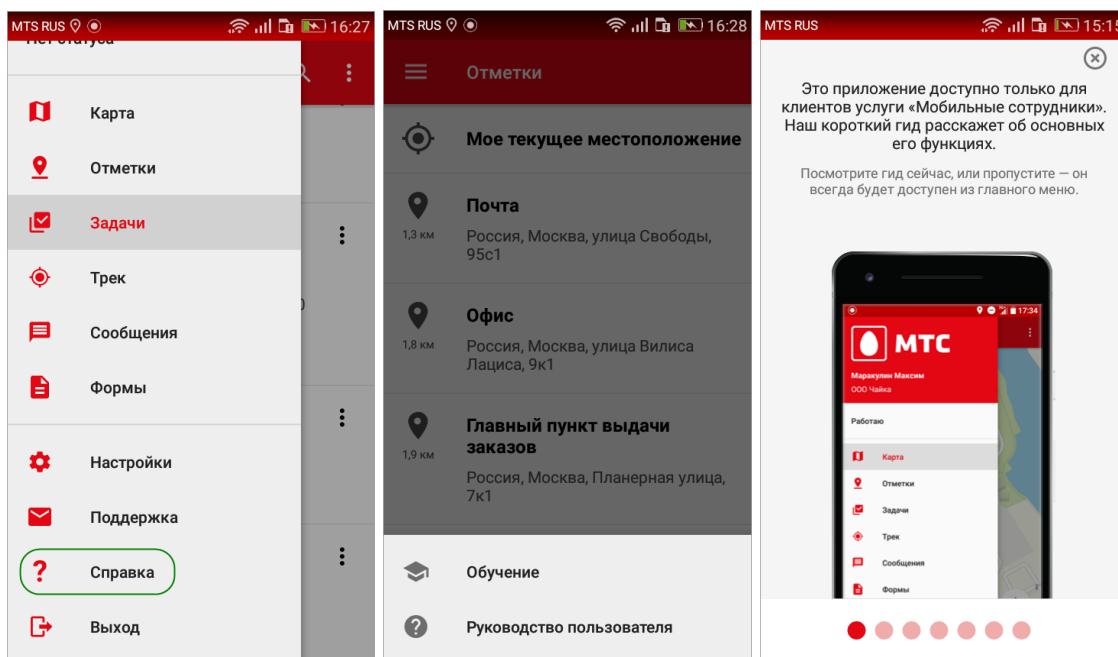 MTS RUS 16:27
Нет статуса
Карта
Отметки
Задачи
Трек
Сообщения
Формы
Настройки
Поддержка
Справка
Выход
MTS RUS 16:28
Отметки
Мое текущее местоположение
Почта
1,3 км
Россия, Москва, улица Свободы,
95с1
Офис
1,8 км
Россия, Москва, улица Вилиса
Лациса, 9к1
Главный пункт выдачи
заказов
1,9 км
Россия, Москва, Планерная улица,
7к1
Обучение
Руководство пользователя
MTS RUS 15:15
Это приложение доступно только для
клиентов услуги «Мобильные сотрудники».
Наш короткий гид расскажет об основных
его функциях.
Посмотрите гид сейчас, или пропустите — он
всегда будет доступен из главного меню.
17:34
МТС
Маракулин Максим
ООО Чайка
Работаю
Карта
Отметки
Задачи
Трек
Сообщения
Формы